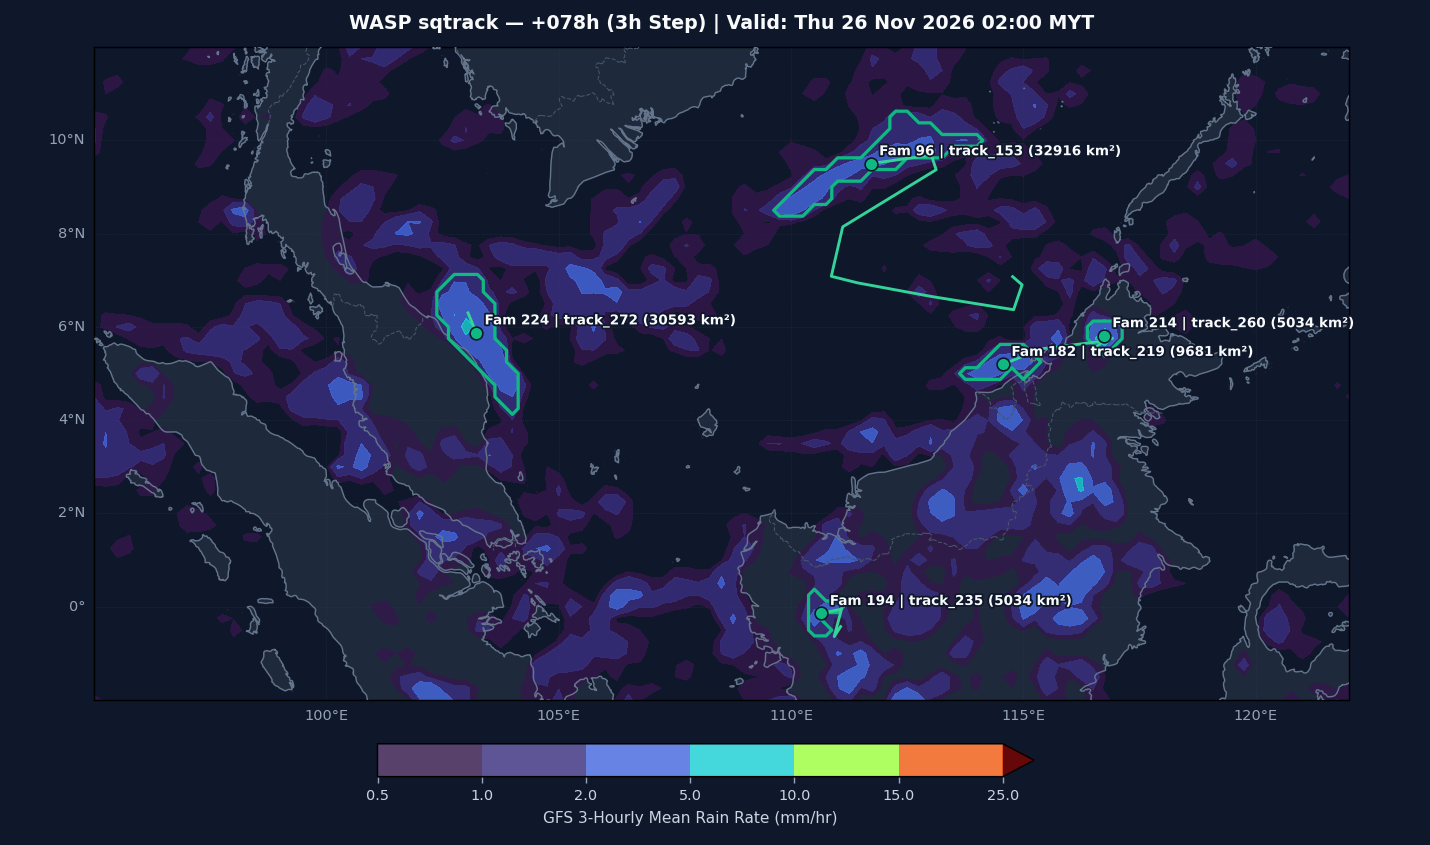 WASP sqtrack — +078h (3h Step) | Valid: Thu 26 Nov 2026 02:00 MYT
10°N
8°N
6°N
4°N
2°N
0°
Fam 96 | track_153 (32916 km²)
Fam 224 | track_272 (30593 km²)
Fam 214 | track_260 (5034 km²)
Fam 182 | track_219 (9681 km²)
Fam 194 | track_235 (5034 km²)
100°E 105°E 110°E 115°E 120°E
0.5 1.0 2.0 5.0 10.0 15.0 25.0
GFS 3-Hourly Mean Rain Rate (mm/hr)